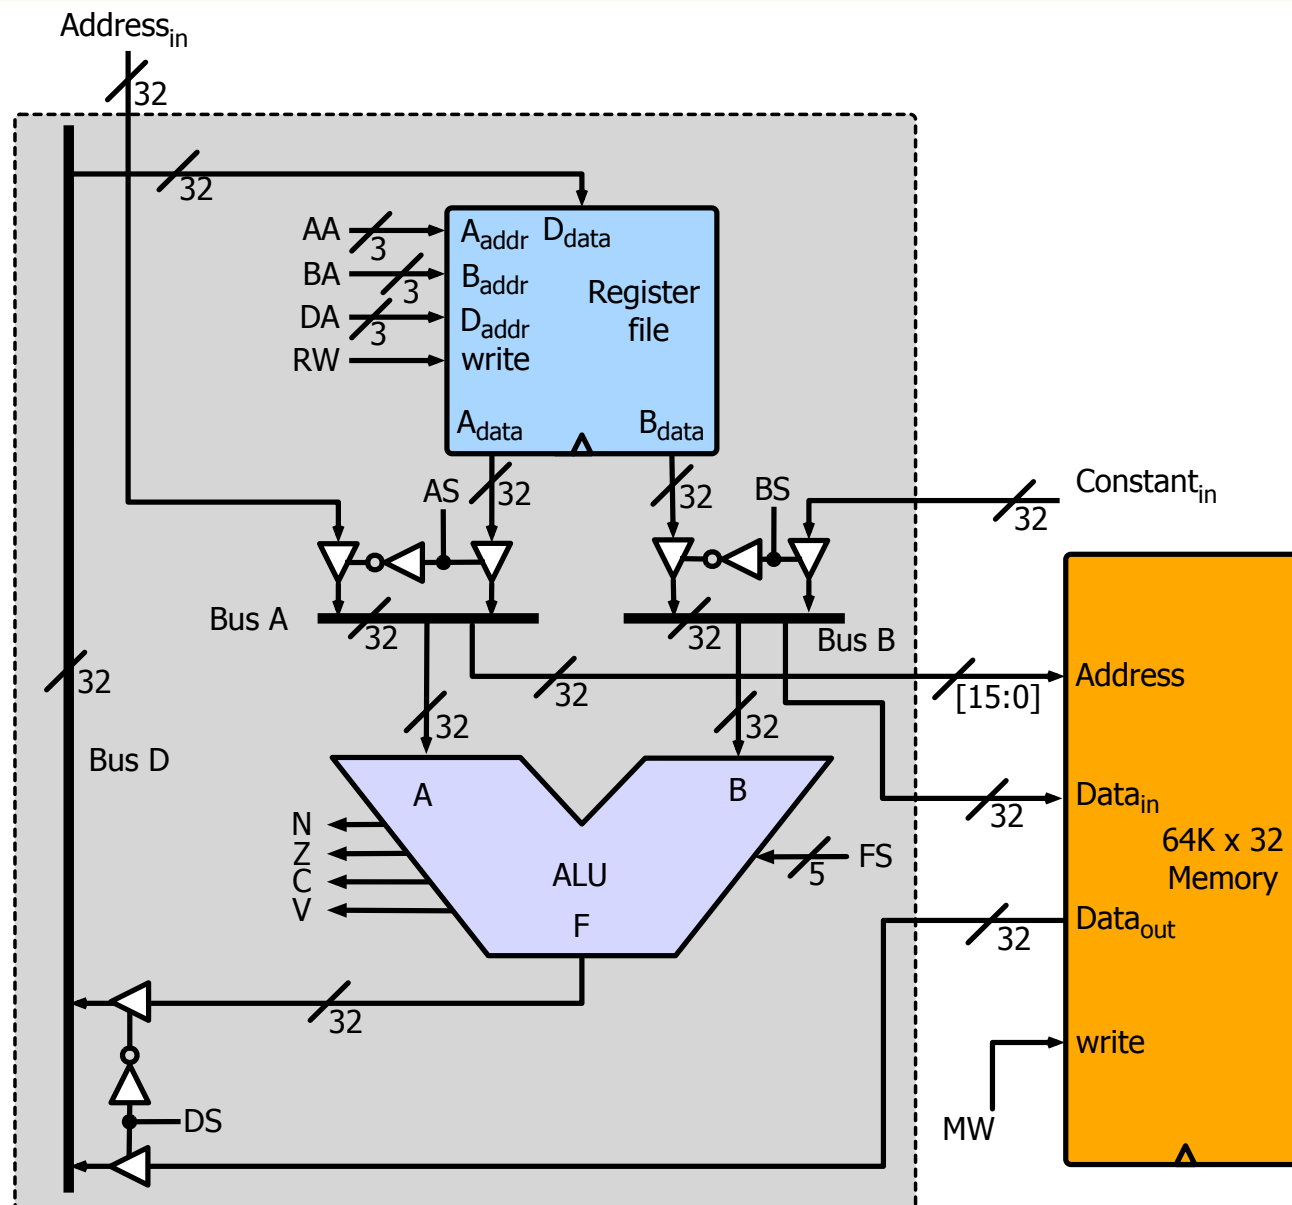 Address_in
32
32
AA
3
A_addr D_data
BA
3
B_addr
Register
file
DA
3
D_addr
RW
write
A_data
B_data
AS
32
32
BS
Constant_in
32
Bus A
32
32
Bus B
32
32
[15:0]
Address
32
32
Bus D
A
B
Data_in
32
N
Z
C
V
ALU
5
FS
64K x 32
Memory
F
Data_out
32
32
write
DS
MW